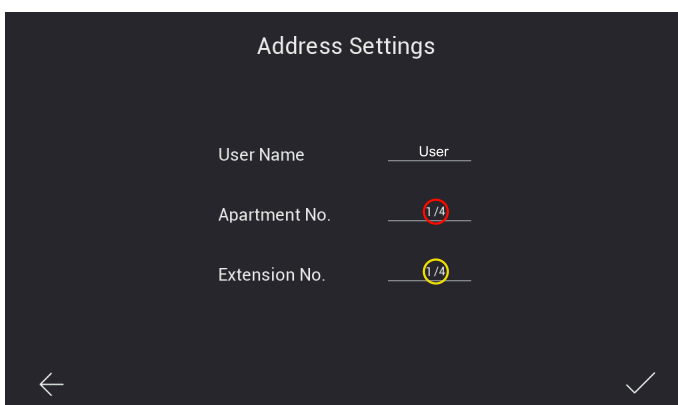 Address Settings
User Name User
Apartment No. 1/4
Extension No. 1/4